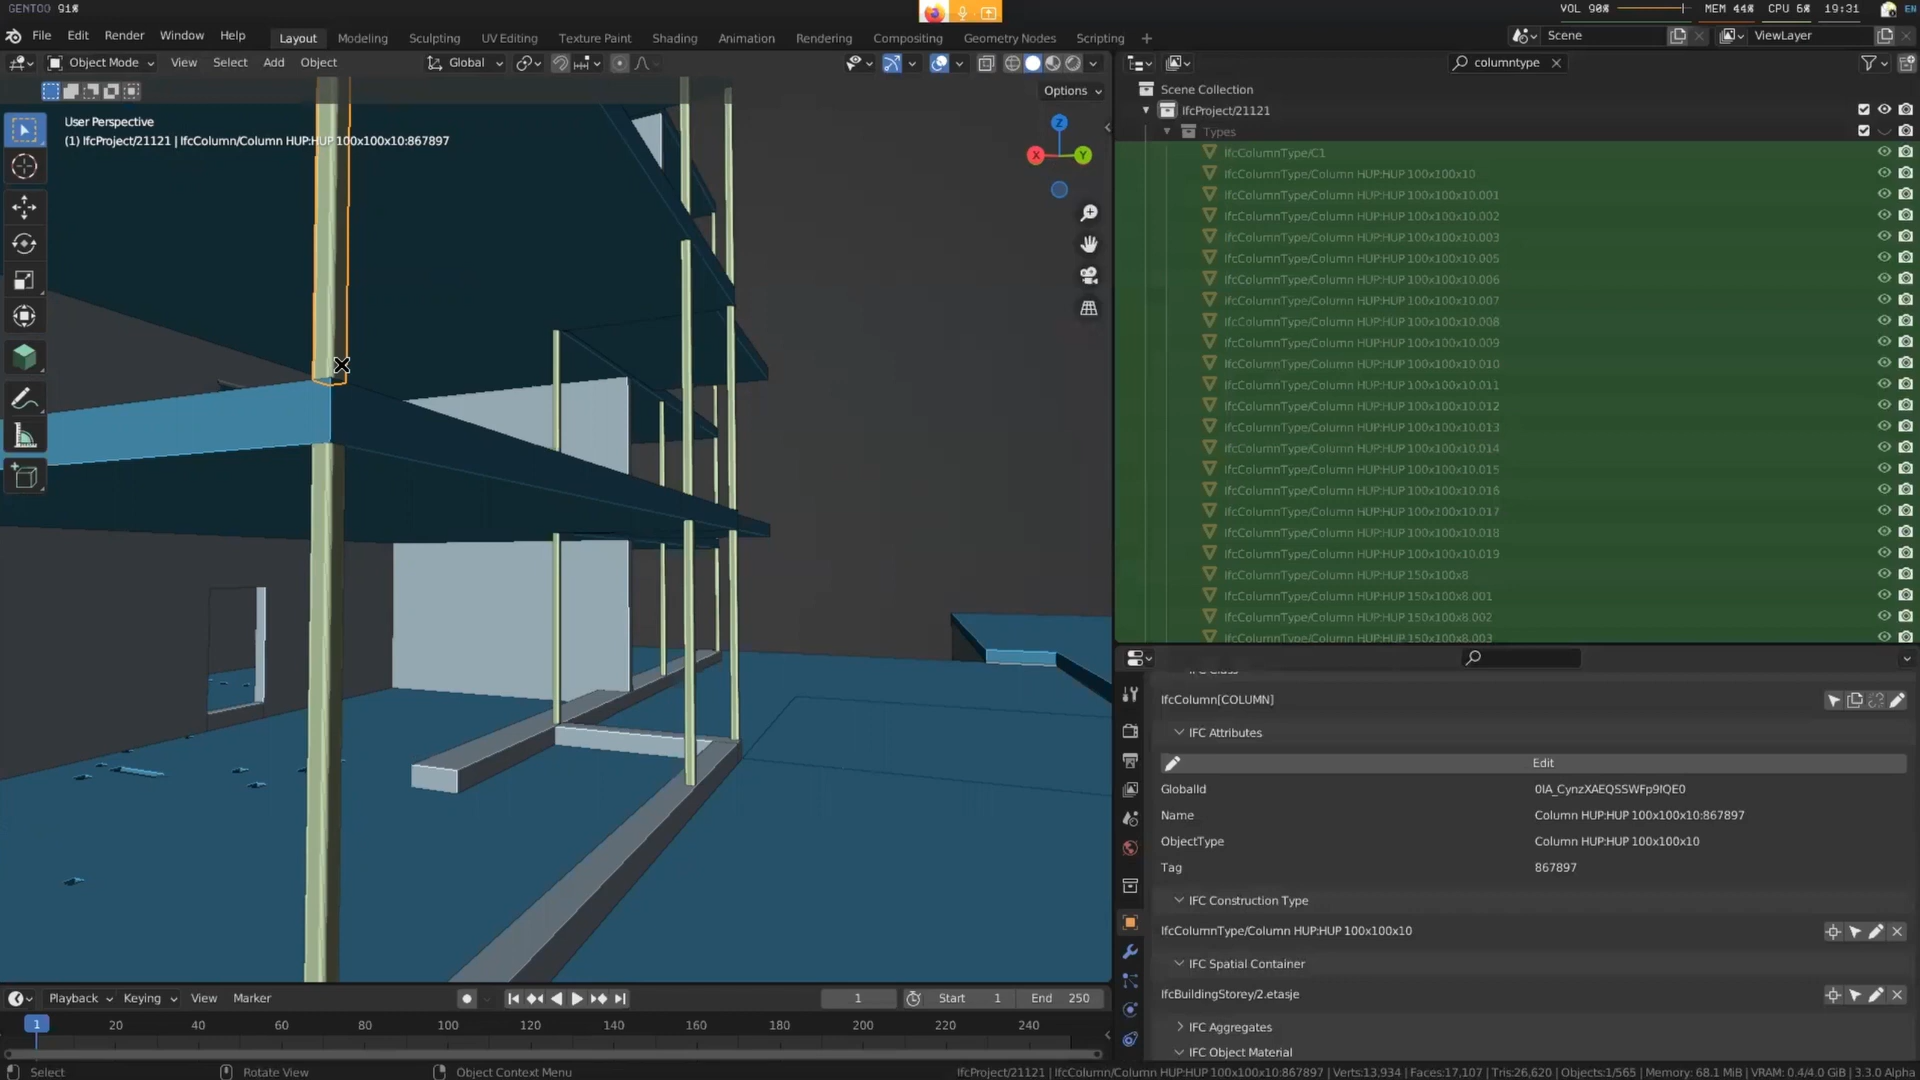 GENTOO 91%
VOL 90% MEM 44% CPU 6% 19:31 EN
File Edit Render Window Help Layout Modeling Sculpting UV Editing Texture Paint Shading Animation Rendering Compositing Geometry Nodes Scripting +
Scene ViewLayer
Object Mode View Select Add Object Global
columntype
Options
User Perspective
(1) IfcProject/21121 | IfcColumn/Column HUP:HUP 100x100x10:867897
Z
X Y
Scene Collection
IfcProject/21121
Types
IfcColumnType/C1
IfcColumnType/Column HUP:HUP 100x100x10
IfcColumnType/Column HUP:HUP 100x100x10.001
IfcColumnType/Column HUP:HUP 100x100x10.002
IfcColumnType/Column HUP:HUP 100x100x10.003
IfcColumnType/Column HUP:HUP 100x100x10.005
IfcColumnType/Column HUP:HUP 100x100x10.006
IfcColumnType/Column HUP:HUP 100x100x10.007
IfcColumnType/Column HUP:HUP 100x100x10.008
IfcColumnType/Column HUP:HUP 100x100x10.009
IfcColumnType/Column HUP:HUP 100x100x10.010
IfcColumnType/Column HUP:HUP 100x100x10.011
IfcColumnType/Column HUP:HUP 100x100x10.012
IfcColumnType/Column HUP:HUP 100x100x10.013
IfcColumnType/Column HUP:HUP 100x100x10.014
IfcColumnType/Column HUP:HUP 100x100x10.015
IfcColumnType/Column HUP:HUP 100x100x10.016
IfcColumnType/Column HUP:HUP 100x100x10.017
IfcColumnType/Column HUP:HUP 100x100x10.018
IfcColumnType/Column HUP:HUP 100x100x10.019
IfcColumnType/Column HUP:HUP 150x100x8
IfcColumnType/Column HUP:HUP 150x100x8.001
IfcColumnType/Column HUP:HUP 150x100x8.002
IfcColumnType/Column HUP:HUP 150x100x8.003
IfcColumn[COLUMN]
IFC Attributes
Edit
GlobalId 0IA_CynzXAEQSSWFp9IQE0
Name Column HUP:HUP 100x100x10:867897
ObjectType Column HUP:HUP 100x100x10
Tag 867897
IFC Construction Type
IfcColumnType/Column HUP:HUP 100x100x10
IFC Spatial Container
IfcBuildingStorey/2.etasje
IFC Aggregates
IFC Object Material
Playback Keying View Marker 1 Start 1 End 250
1 20 40 60 80 100 120 140 160 180 200 220 240
Select Rotate View Object Context Menu
IfcProject/21121 | IfcColumn/Column HUP:HUP 100x100x10:867897 | Verts:13,934 | Faces:17,107 | Tris:26,620 | Objects:1/565 | Memory: 68.1 MiB | VRAM: 0.4/4.0 GiB | 3.3.0 Alpha